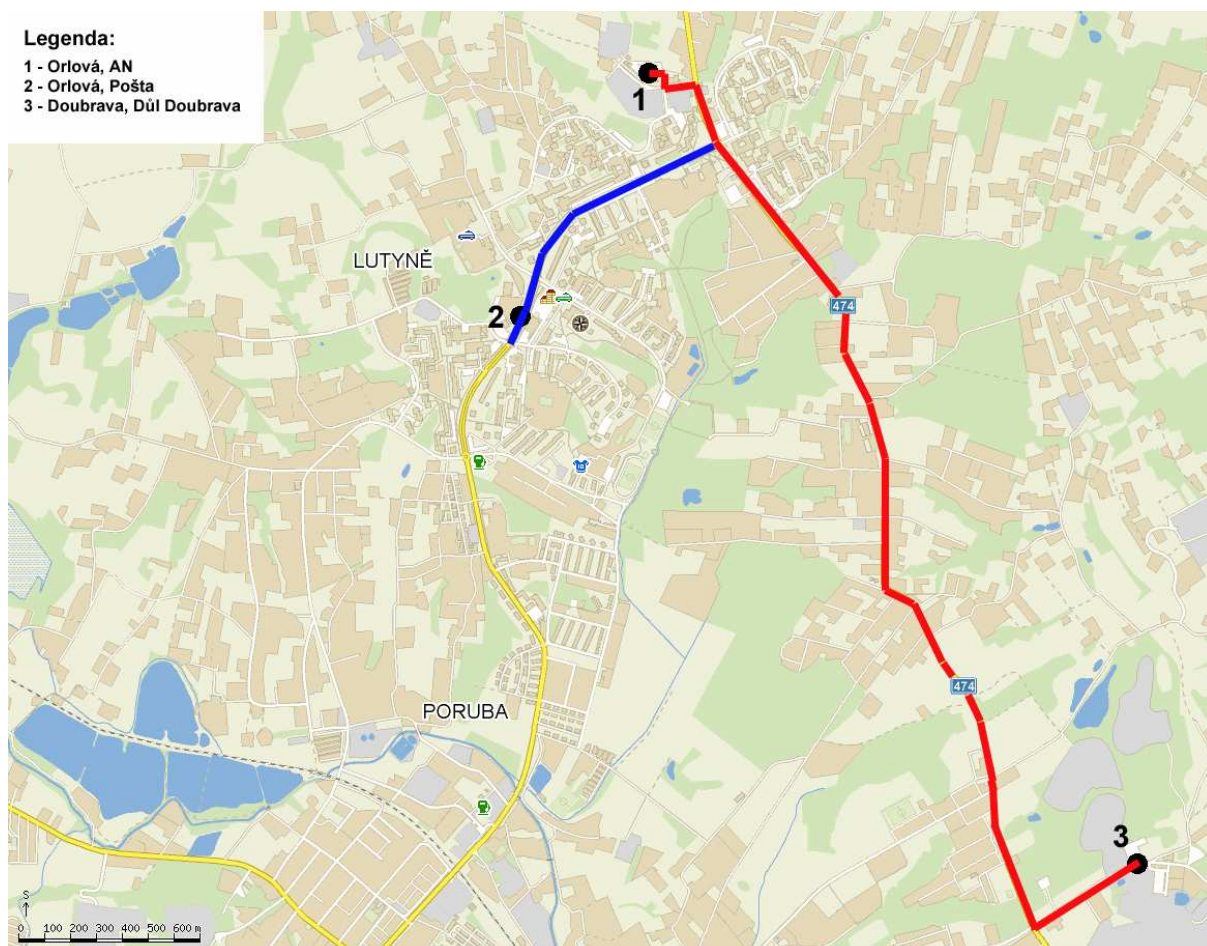 Legenda:
1 - Orlová, AN
2 - Orlová, Pošta
3 - Doubrava, Důl Doubrava
1
LUTYNĚ
2
474
10
474
PORUBA
3
S
0 100 200 300 400 500 600 m